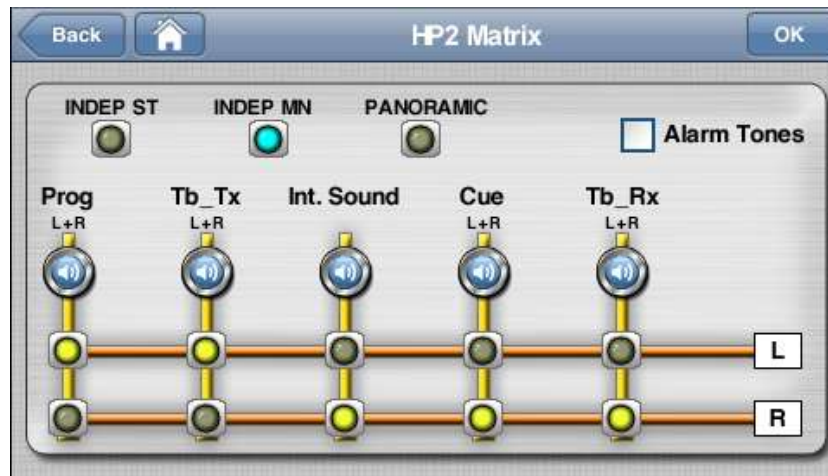 Back HP2 Matrix OK
INDEP ST INDEP MN PANORAMIC
Alarm Tones
Prog Tb_Tx Int. Sound Cue Tb_Rx
L+R L+R L+R L+R
L
R